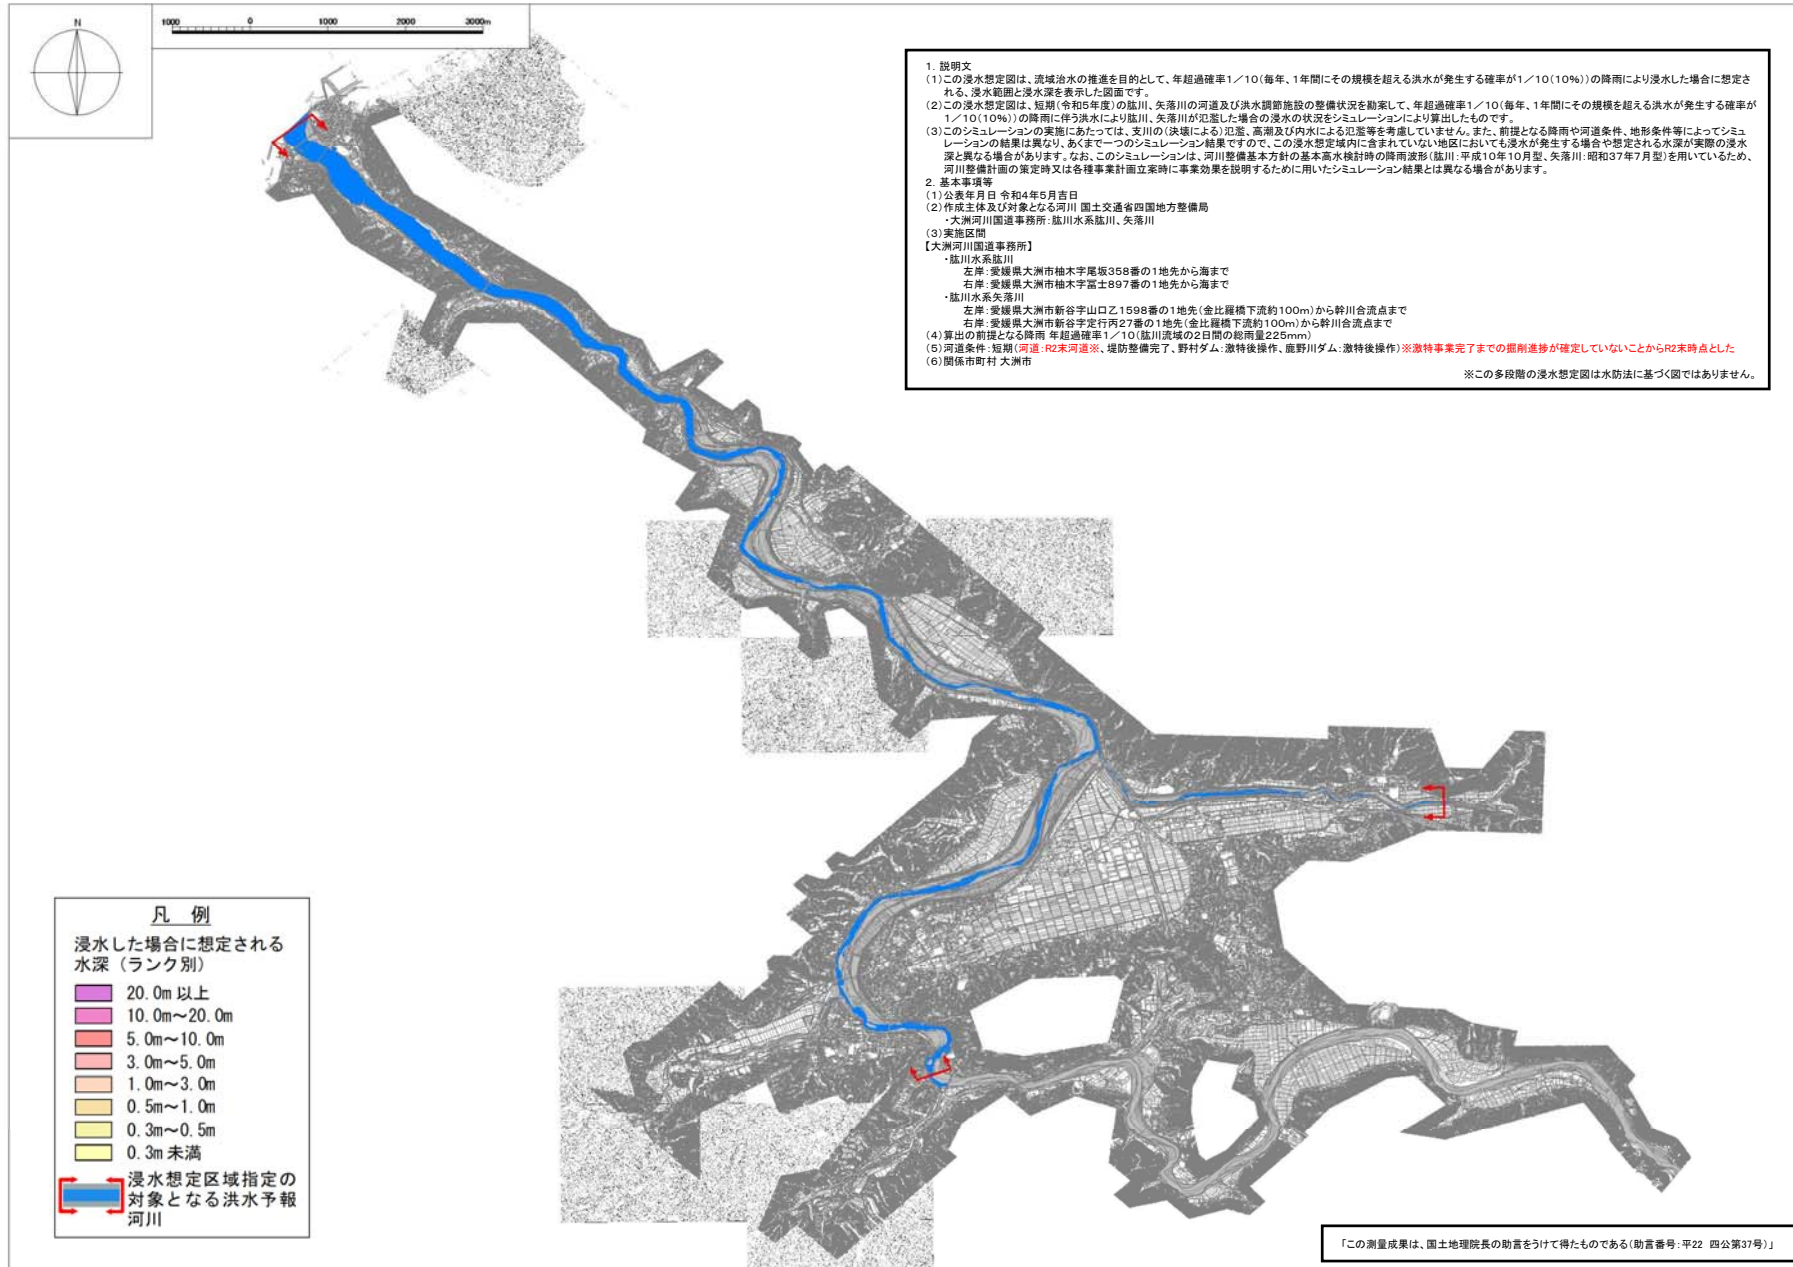 N
1000 0 1000 2000 3000m
1. 説明文
(1)この浸水想定図は、流域治水の推進を目的として、年超過確率1/10(毎年、1年間にその規模を超える洪水が発生する確率が1/10(10%))の降雨により浸水した場合に想定さ
れる、浸水範囲と浸水深を表示した図面です。
(2)この浸水想定図は、短期(令和5年度)の肱川、矢落川の河道及び洪水調節施設の整備状況を勘案して、年超過確率1/10(毎年、1年間にその規模を超える洪水が発生する確率が
1/10(10%))の降雨に伴う洪水により肱川、矢落川が氾濫した場合の浸水の状況をシミュレーションにより算出したものです。
(3)このシミュレーションの実施にあたっては、支川の(決壊による)氾濫、高潮及び内水による氾濫等を考慮していません。また、前提となる降雨や河道条件、地形条件等によってシミュ
レーションの結果は異なり、あくまで一つのシミュレーション結果ですので、この浸水想定域内に含まれていない地区においても浸水が発生する場合や想定される水深が実際の浸水
深と異なる場合があります。なお、このシミュレーションは、河川整備基本方針の基本高水検討時の降雨波形(肱川:平成10年10月型、矢落川:昭和37年7月型)を用いているため、
河川整備計画の策定時又は各種事業計画立案時に事業効果を説明するために用いたシミュレーション結果とは異なる場合があります。
2. 基本事項等
(1)公表年月日 令和4年5月吉日
(2)作成主体及び対象となる河川 国土交通省四国地方整備局
・大洲河川国道事務所:肱川水系肱川、矢落川
(3)実施区間
【大洲河川国道事務所】
・肱川水系肱川
左岸:愛媛県大洲市柚木字尾坂358番の1地先から海まで
右岸:愛媛県大洲市柚木字冨士897番の1地先から海まで
・肱川水系矢落川
左岸:愛媛県大洲市新谷字山口乙1598番の1地先(金比羅橋下流約100m)から幹川合流点まで
右岸:愛媛県大洲市新谷字定行丙27番の1地先(金比羅橋下流約100m)から幹川合流点まで
(4)算出の前提となる降雨 年超過確率1/10(肱川流域の2日間の総雨量225mm)
(5)河道条件:短期(河道:R2末河道※、堤防整備完了、野村ダム:激特後操作、鹿野川ダム:激特後操作)※激特事業完了までの掘削進捗が確定していないことからR2末時点とした
(6)関係市町村 大洲市
※この多段階の浸水想定図は水防法に基づく図ではありません。
凡 例
浸水した場合に想定される
水深(ランク別)
20.0m 以上
10.0m～20.0m
5.0m～10.0m
3.0m～5.0m
1.0m～3.0m
0.5m～1.0m
0.3m～0.5m
0.3m 未満
浸水想定区域指定の
対象となる洪水予報
河川
「この測量成果は、国土地理院長の助言をうけて得たものである(助言番号:平22 四公第37号)」